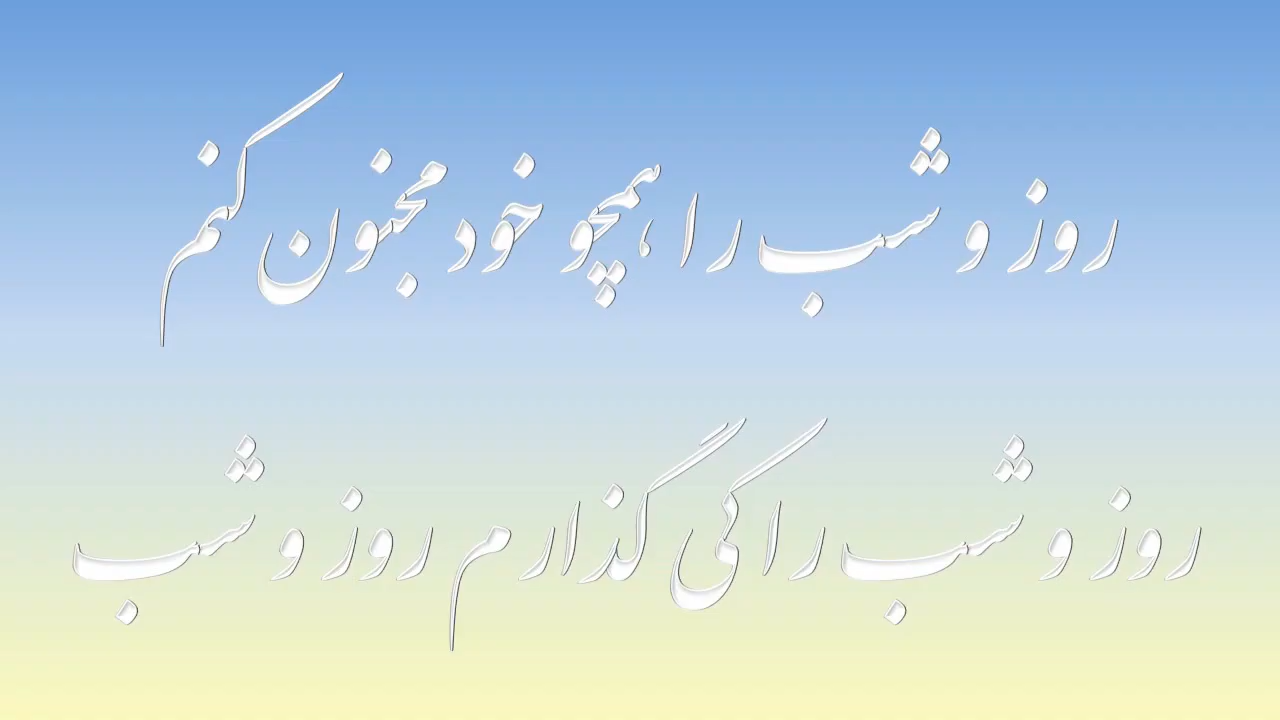 روز و شب را ،همچو خود مجنون کنم
روز و شب را کی گذارم روز و شب